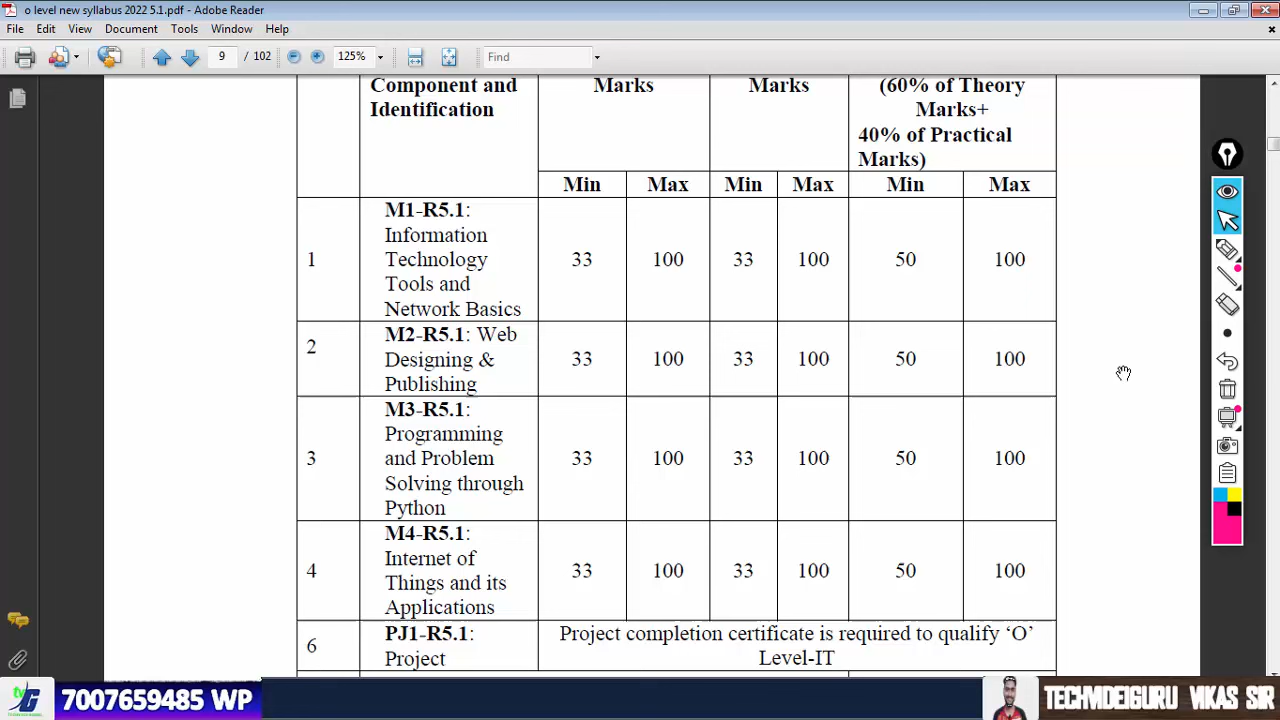 o level new syllabus 2022 5.1.pdf - Adobe Reader
File Edit View Document Tools Window Help
9 / 102 125% Find
Component and Identification Marks Marks (60% of Theory Marks+ 40% of Practical Marks)
Min Max Min Max Min Max
M1-R5.1:
Information
1 Technology 33 100 33 100 50 100
Tools and
Network Basics
M2-R5.1: Web
2 Designing & 33 100 33 100 50 100
Publishing
M3-R5.1:
Programming
3 and Problem 33 100 33 100 50 100
Solving through
Python
M4-R5.1:
Internet of
4 Things and its 33 100 33 100 50 100
Applications
6 PJ1-R5.1: Project
Project completion certificate is required to qualify ‘O’
Level-IT
7007659485 WP
TECHMDEIGURU VIKAS SIR